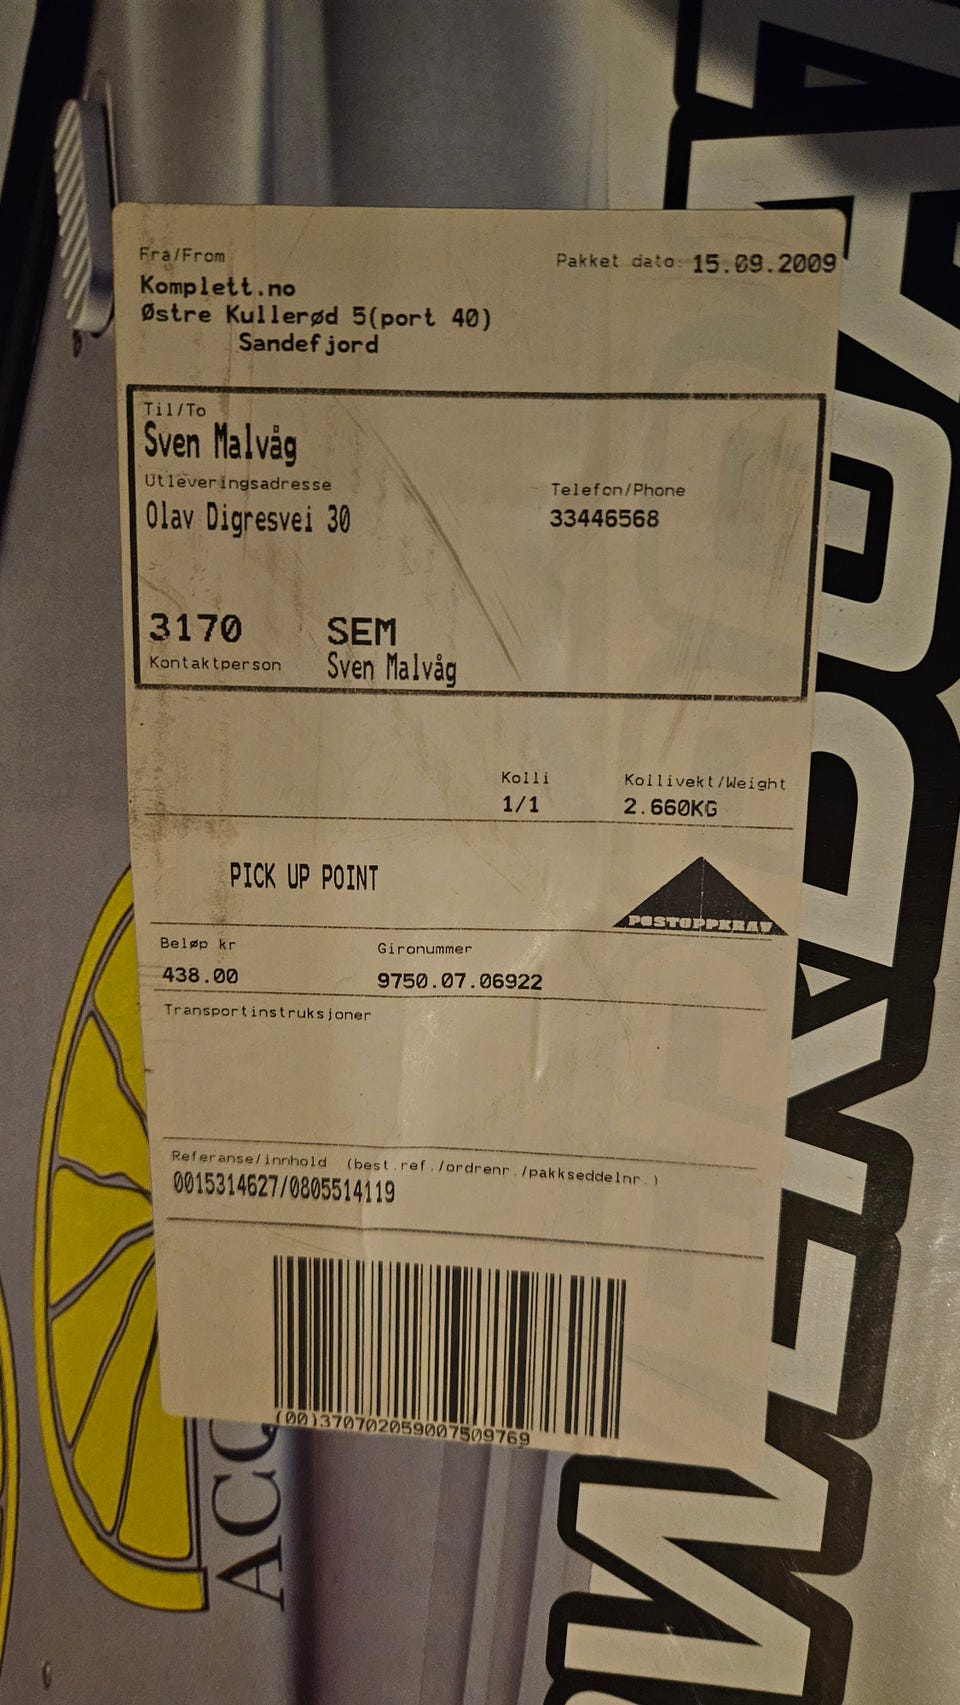 Fra/From
Pakket dato: 15.09.2009
Komplett.no
Østre Kullerød 5(port 40)
Sandefjord
Til/To
Sven Malvåg
Utleveringsadresse
Telefon/Phone
Olav Digresvei 30
33446568
3170 SEM
Kontaktperson Sven Malvåg
Kolli Kollivekt/Weight
1/1 2.660KG
PICK UP POINT
POSTOPPKRAV
Beløp kr Gironummer
438.00 9750.07.06922
Transportinstruksjoner
Referanse/innhold (best.ref./ordrenr./pakkseddelnr.)
0015314627/0805514119
(00)370702059007509769